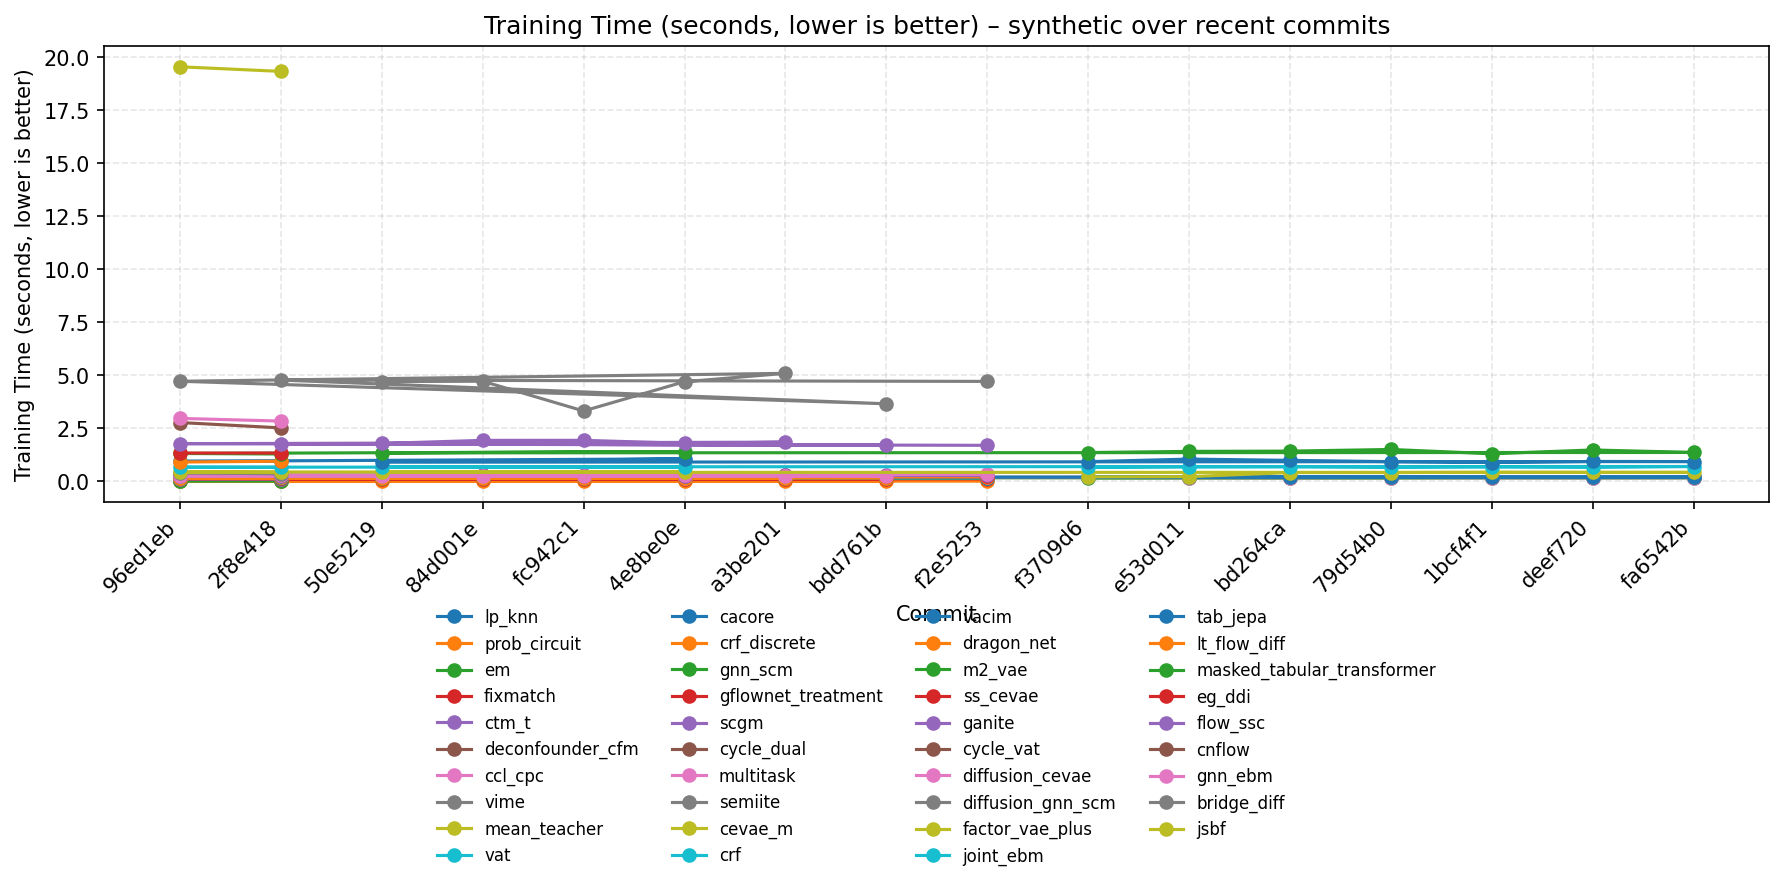 Training Time (seconds, lower is better) – synthetic over recent commits
Training Time (seconds, lower is better)
20.0
17.5
15.0
12.5
10.0
7.5
5.0
2.5
0.0
96ed1eb
2f8e418
50e5219
84d001e
fc942c1
4e8be0e
a3be201
bdd761b
f2e5253
f3709d6
e53d011
bd264ca
79d54b0
1bcf4f1
deef720
fa6542b
Commit
lp_knn
prob_circuit
em
fixmatch
ctm_t
deconfounder_cfm
ccl_cpc
vime
mean_teacher
vat
cacore
crf_discrete
gnn_scm
gflownet_treatment
scgm
cycle_dual
multitask
semiite
cevae_m
crf
vacim
dragon_net
m2_vae
ss_cevae
ganite
cycle_vat
diffusion_cevae
diffusion_gnn_scm
factor_vae_plus
joint_ebm
tab_jepa
lt_flow_diff
masked_tabular_transformer
eg_ddi
flow_ssc
cnflow
gnn_ebm
bridge_diff
jsbf